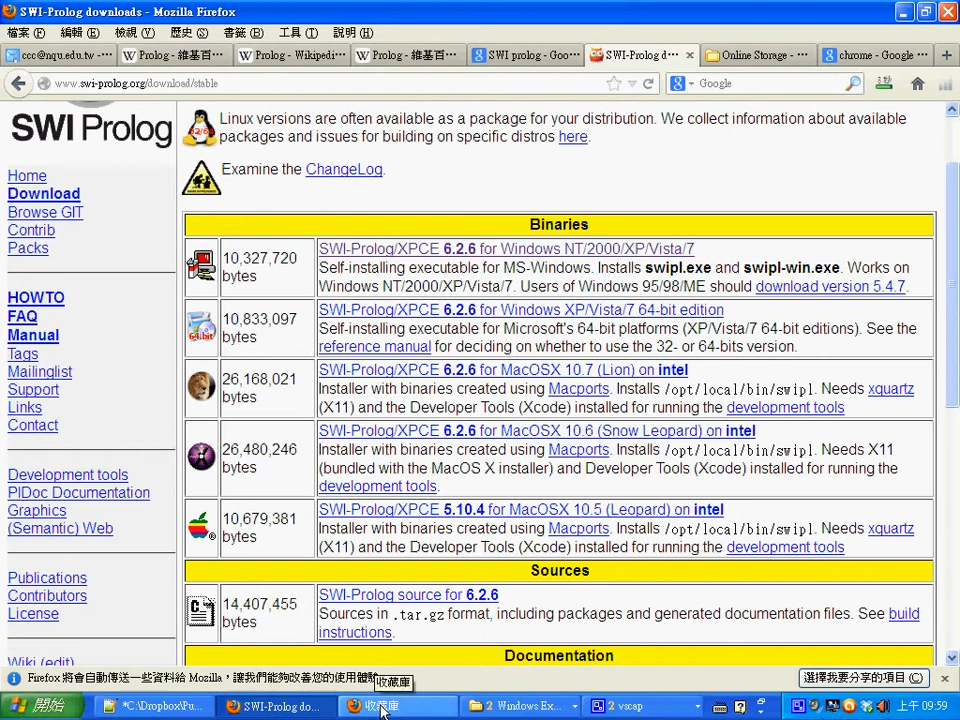 SWI-Prolog downloads - Mozilla Firefox
檔案(F) 編輯(E) 檢視(V) 歷史(S) 書籤(B) 工具(T) 說明(H)
ccc@nqu.edu.tw - ··· Prolog - 維基百··· Prolog - Wikipedi··· Prolog - 維基百··· SWI prolog - Goo··· SWI-Prolog d··· Online Storage - ··· chrome - Google ···
www.swi-prolog.org/download/stable Google
SWI Prolog
Home
Download
Browse GIT
Contrib
Packs
HOWTO
FAQ
Manual
Tags
Mailinglist
Support
Links
Contact
Development tools
PlDoc Documentation
Graphics
(Semantic) Web
Publications
Contributors
License
Wiki (edit)
Linux versions are often available as a package for your distribution. We collect information about available
packages and issues for building on specific distros here.
Examine the ChangeLog.
Binaries
10,327,720
bytes
SWI-Prolog/XPCE 6.2.6 for Windows NT/2000/XP/Vista/7
Self-installing executable for MS-Windows. Installs swipl.exe and swipl-win.exe. Works on
Windows NT/2000/XP/Vista/7. Users of Windows 95/98/ME should download version 5.4.7.
64bit
10,833,097
bytes
SWI-Prolog/XPCE 6.2.6 for Windows XP/Vista/7 64-bit edition
Self-installing executable for Microsoft's 64-bit platforms (XP/Vista/7 64-bit editions). See the
reference manual for deciding on whether to use the 32- or 64-bits version.
26,168,021
bytes
SWI-Prolog/XPCE 6.2.6 for MacOSX 10.7 (Lion) on intel
Installer with binaries created using Macports. Installs /opt/local/bin/swipl. Needs xquartz
(X11) and the Developer Tools (Xcode) installed for running the development tools
26,480,246
bytes
SWI-Prolog/XPCE 6.2.6 for MacOSX 10.6 (Snow Leopard) on intel
Installer with binaries created using Macports. Installs /opt/local/bin/swipl. Needs X11
(bundled with the MacOS X installer) and Developer Tools (Xcode) installed for running the
development tools.
10,679,381
bytes
SWI-Prolog/XPCE 5.10.4 for MacOSX 10.5 (Leopard) on intel
Installer with binaries created using Macports. Installs /opt/local/bin/swipl. Needs xquartz
(X11) and the Developer Tools (Xcode) installed for running the development tools
Sources
14,407,455
bytes
SWI-Prolog source for 6.2.6
Sources in .tar.gz format, including packages and generated documentation files. See build
instructions.
Documentation
Firefox 將會自動傳送一些資料給 Mozilla，讓我們能夠改善您的使用體驗 選擇我要分享的項目(C)
收藏庫
開始 *C:\Dropbox\Pu... SWI-Prolog do... 收藏庫 2 Windows Ex... 2 vscap 上午 09:59